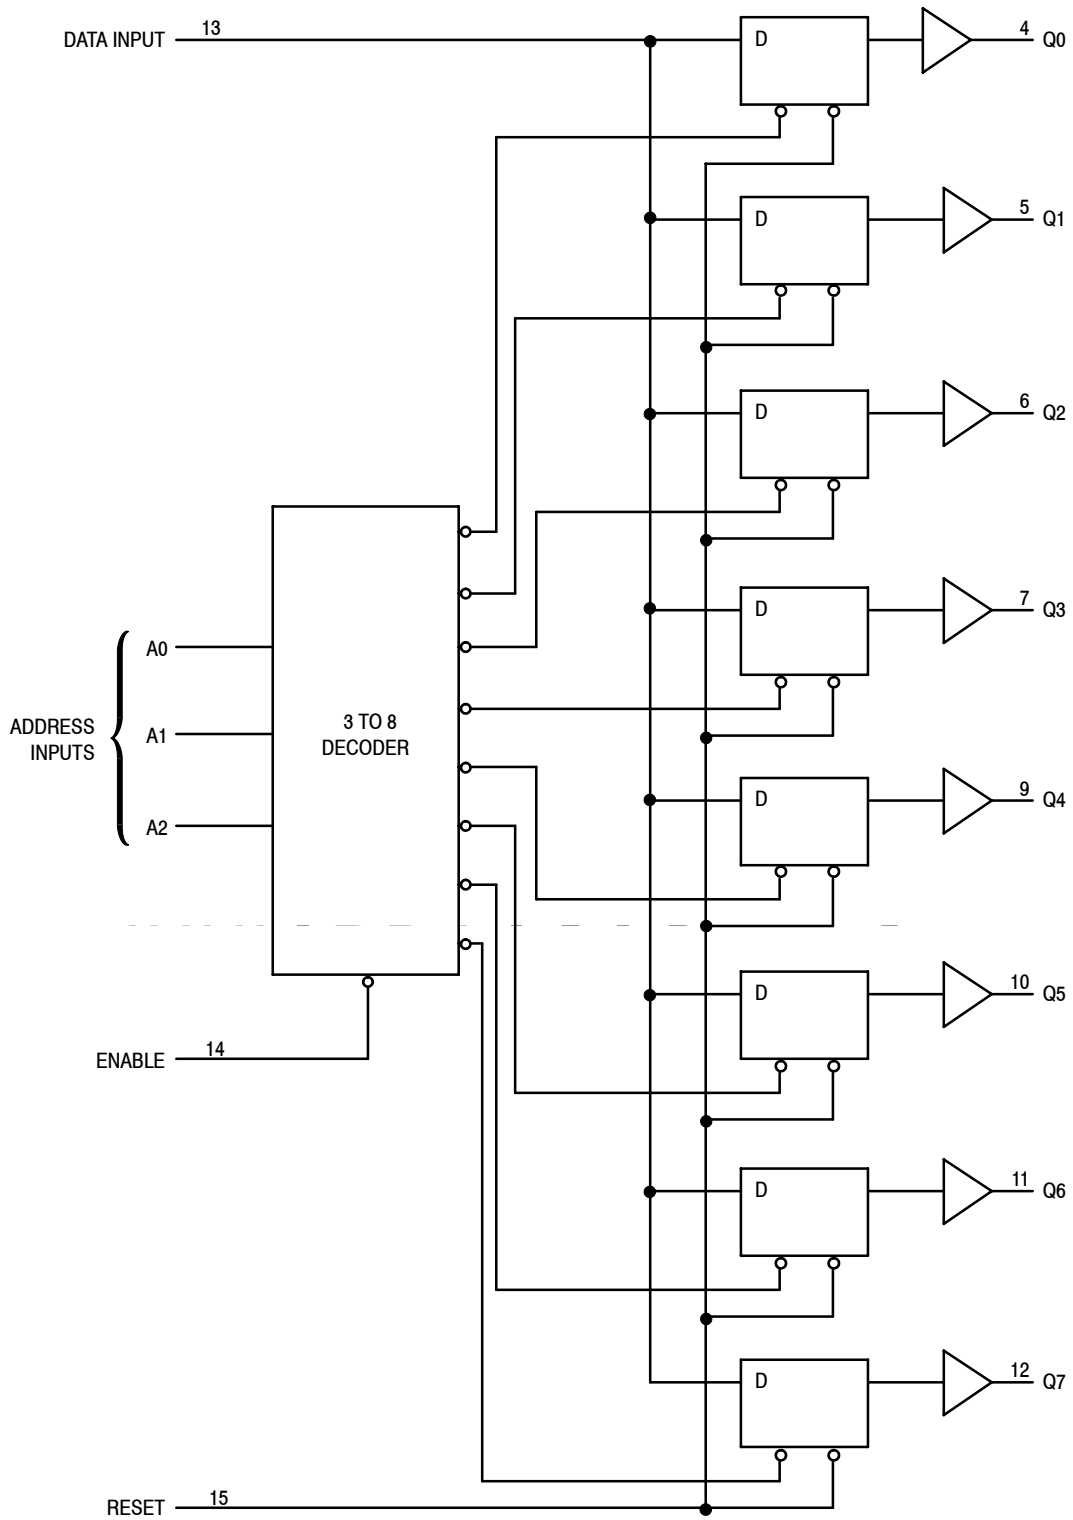 DATA INPUT 13
D
4 Q0
D
5 Q1
D
6 Q2
D
7 Q3
A0
ADDRESS
INPUTS
A1
A2
3 TO 8
DECODER
D
9 Q4
D
10 Q5
ENABLE 14
D
11 Q6
D
12 Q7
RESET 15